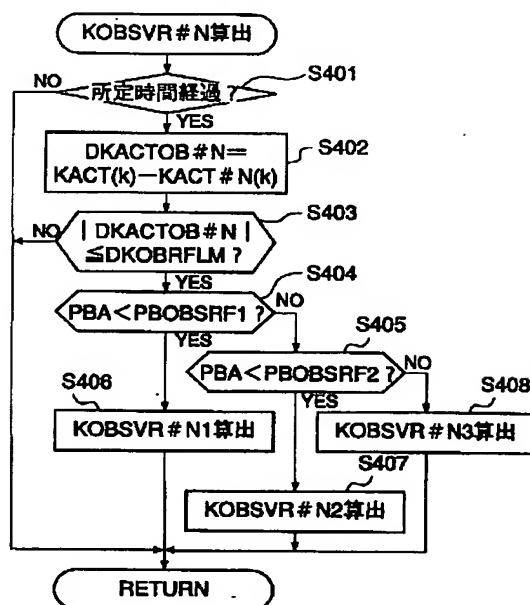 KOBSVR#N算出
S401
NO
所定時間経過?
YES
S402
DKACTOB#N=
KACT(k)−KACT#N(k)
S403
NO
|DKACTOB#N|
≦DKOBRFLM?
YES
S404
PBA<PBOBSRF1?
NO
YES
S405
PBA<PBOBSRF2?
NO
YES
S406
S408
KOBSVR#N1算出
KOBSVR#N3算出
S407
KOBSVR#N2算出
RETURN